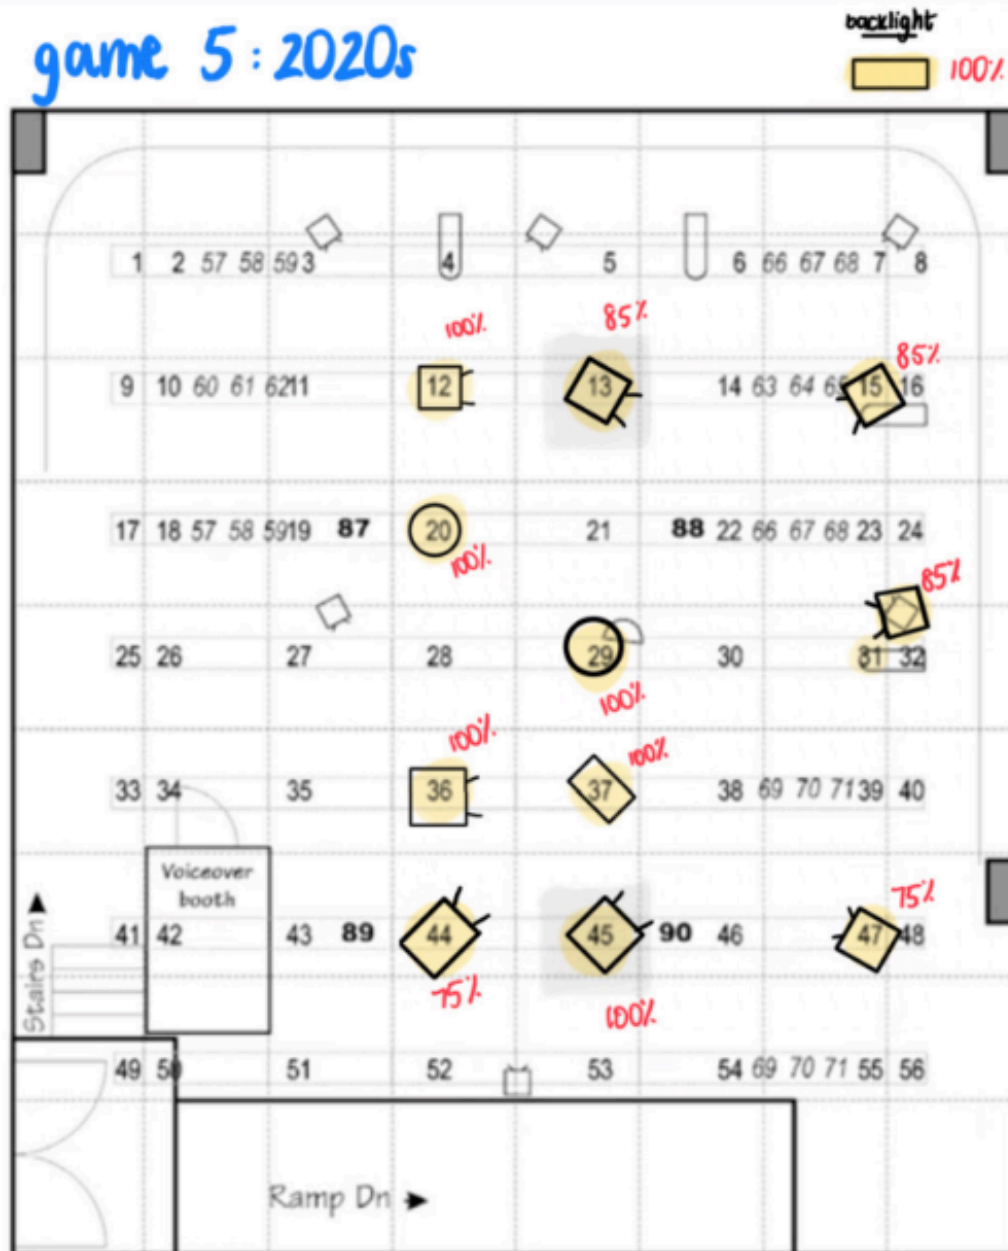 backlight
game 5: 2020s
100%
1 2 57 58 59 3 4 5 6 66 67 68 7 8
100%
85%
85%
9 10 60 61 62 11 12 13 14 63 64 65 15 16
17 18 57 58 59 19 87 20 21 88 22 66 67 68 23 24
100%
85%
25 26 27 28 29 30 31 32
100%
100%
100%
33 34 35 36 37 38 69 70 71 39 40
Voiceover
booth
75%
Stairs Dn
41 42 43 89 44 45 90 46 47 48
75%
100%
49 50 51 52 53 54 69 70 71 55 56
Ramp Dn